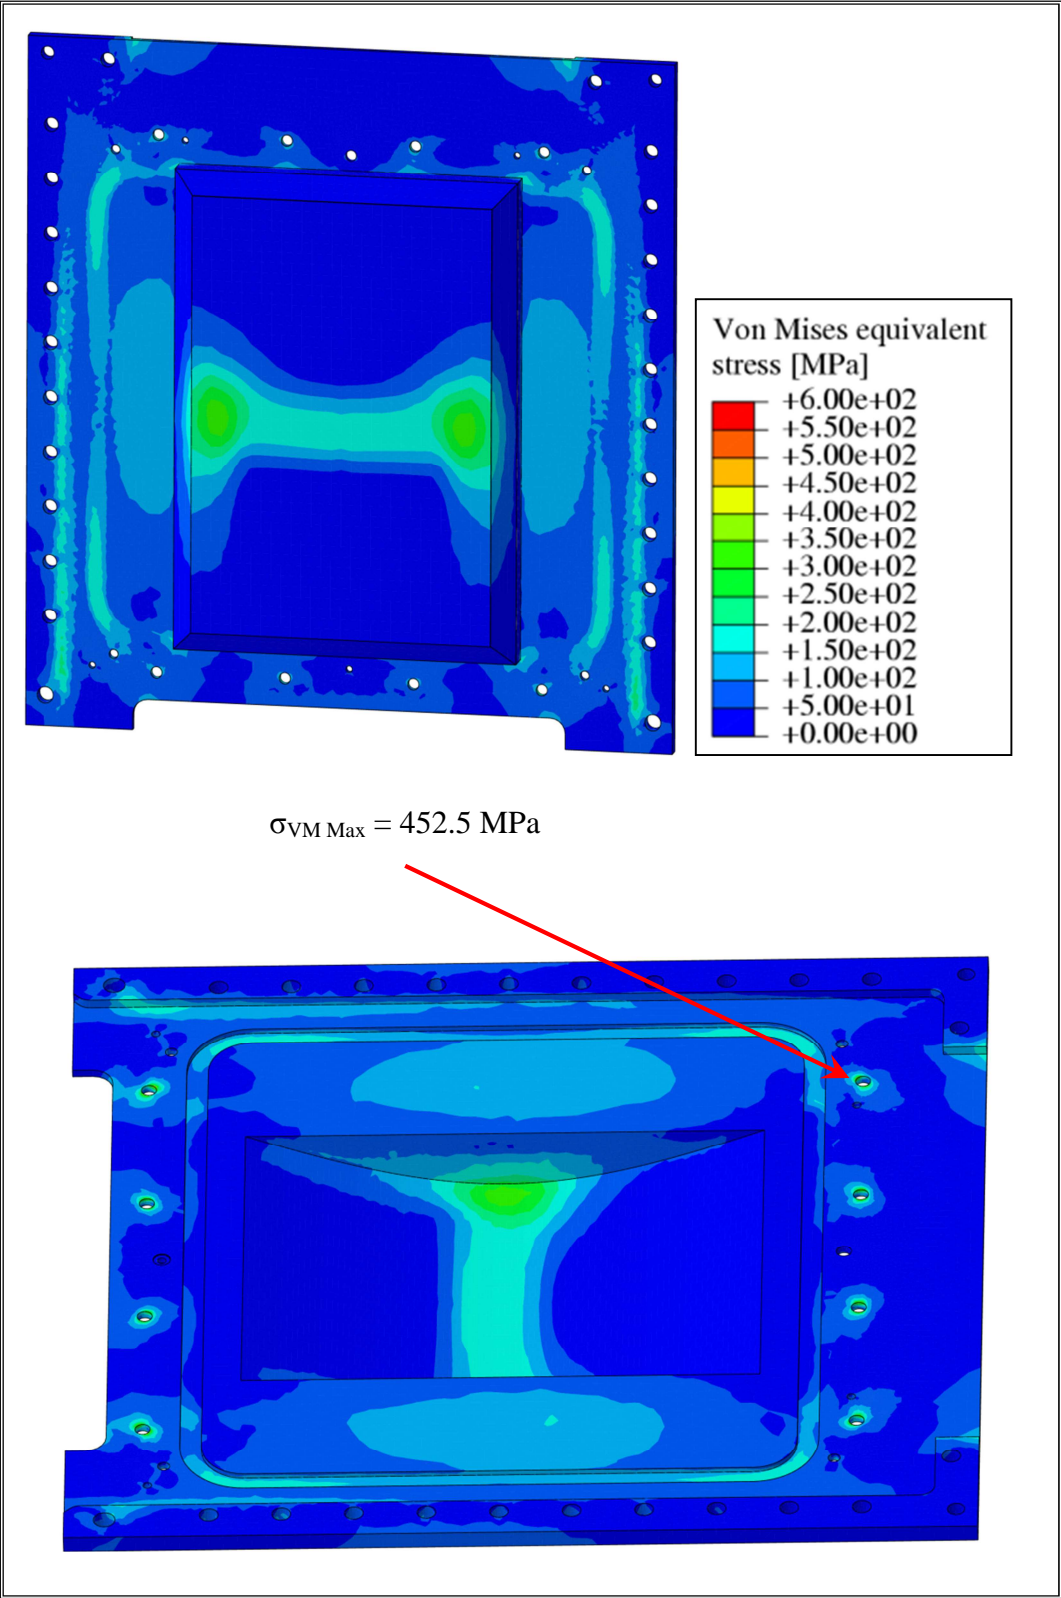 Von Mises equivalent
stress [MPa]
+6.00e+02
+5.50e+02
+5.00e+02
+4.50e+02
+4.00e+02
+3.50e+02
+3.00e+02
+2.50e+02
+2.00e+02
+1.50e+02
+1.00e+02
+5.00e+01
+0.00e+00
σVM Max = 452.5 MPa